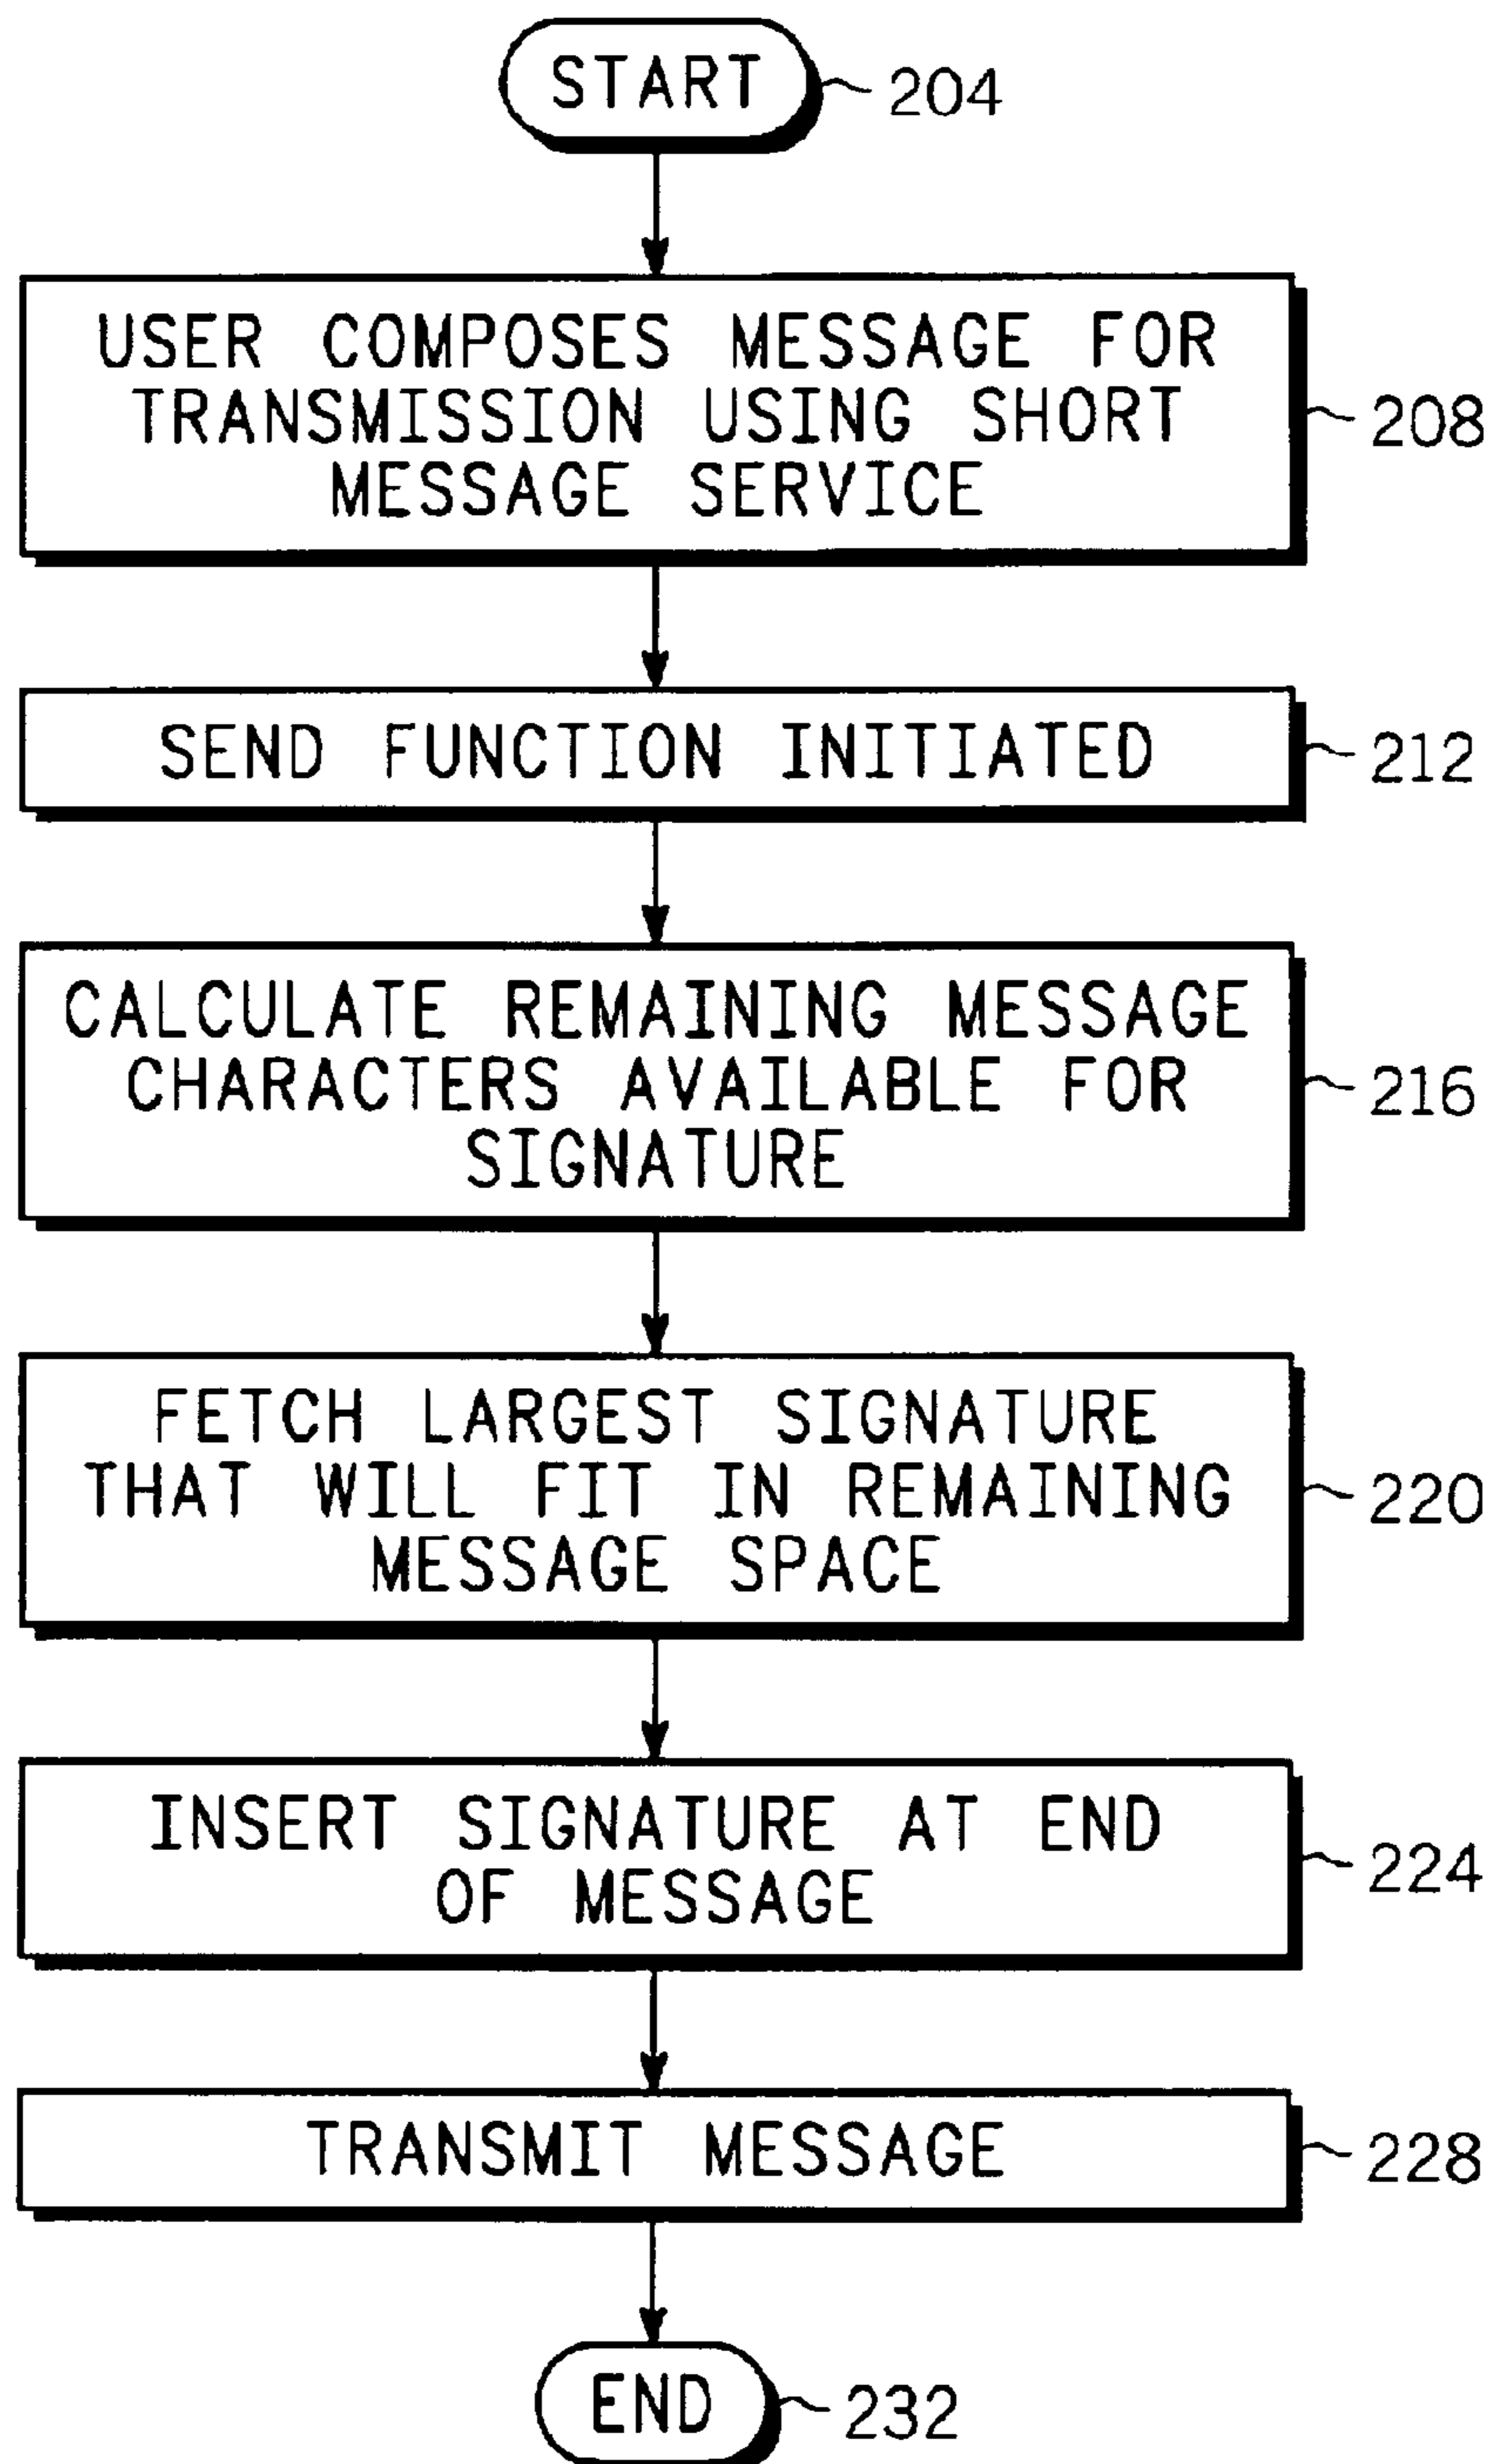 START
204
USER COMPOSES MESSAGE FOR
TRANSMISSION USING SHORT
MESSAGE SERVICE
208
SEND FUNCTION INITIATED
212
CALCULATE REMAINING MESSAGE
CHARACTERS AVAILABLE FOR
SIGNATURE
216
FETCH LARGEST SIGNATURE
THAT WILL FIT IN REMAINING
MESSAGE SPACE
220
INSERT SIGNATURE AT END
OF MESSAGE
224
TRANSMIT MESSAGE
228
END
232